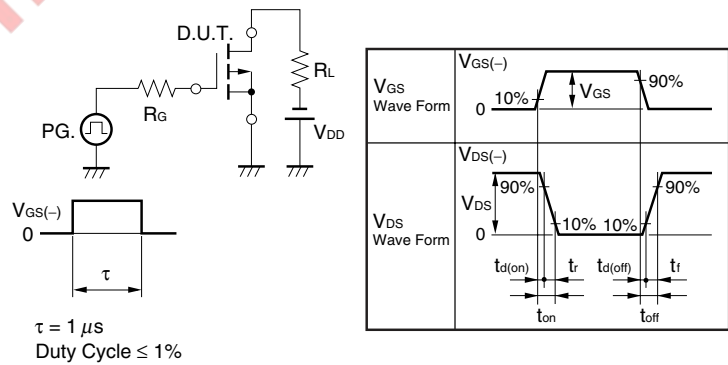 D.U.T.
RL
RG
PG.
VDD
VGS(−)
0
τ
τ = 1 μs
Duty Cycle ≤ 1%
VGS
Wave Form
VGS(−)
0
10%
VGS
90%
VDS
Wave Form
VDS(−)
90%
VDS
0
10%
10%
90%
td(on)
tr
td(off)
tf
ton
toff